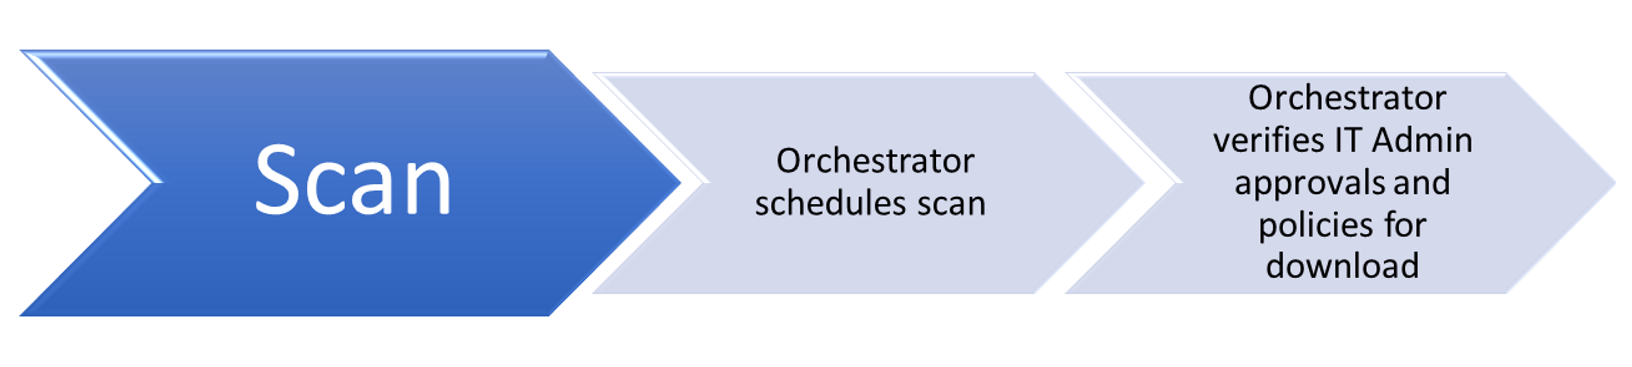 Scan
Orchestrator
schedules scan
Orchestrator
verifies IT Admin
approvals and
policies for
download